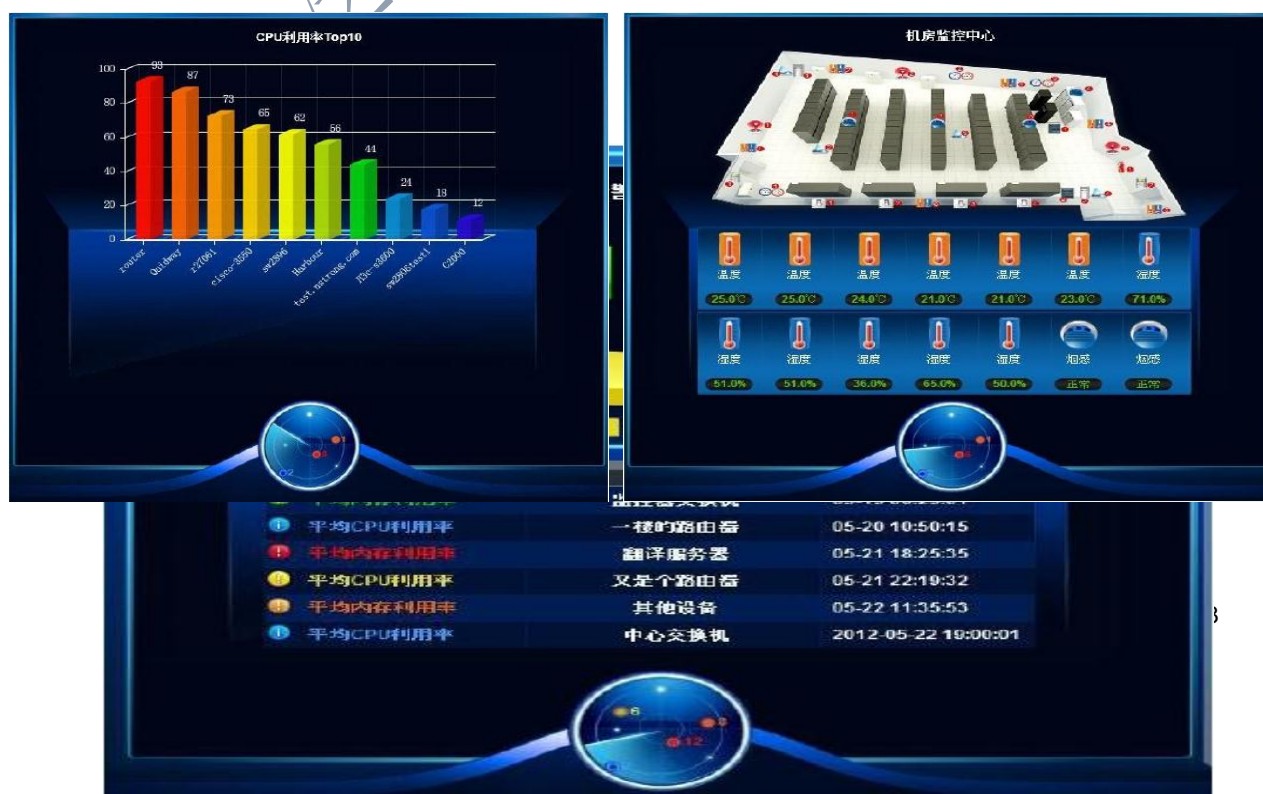 CPU利用率Top10
100
80
60
40
20
0
93
87
73
65
62
56
44
24
18
12
router
Quidway
r27061
cisco-3550
sw2896
Harbour
test.natrong.com
C2000
机房监控中心
温度 温度 温度 温度 温度 温度 湿度
25.0℃ 25.0℃ 24.0℃ 21.0℃ 21.0℃ 23.0℃ 71.0%
湿度 湿度 湿度 湿度 湿度 烟感 烟感
51.0% 51.0% 36.0% 65.0% 50.0% 正常 正常
平均CPU利用率 一楼的路由器 05-20 10:50:15
平均内存利用率 翻译服务器 05-21 18:25:35
平均CPU利用率 又是个路由器 05-21 22:19:32
平均内存利用率 其他设备 05-22 11:35:53
平均CPU利用率 中心交换机 2012-05-22 19:00:01
6
12